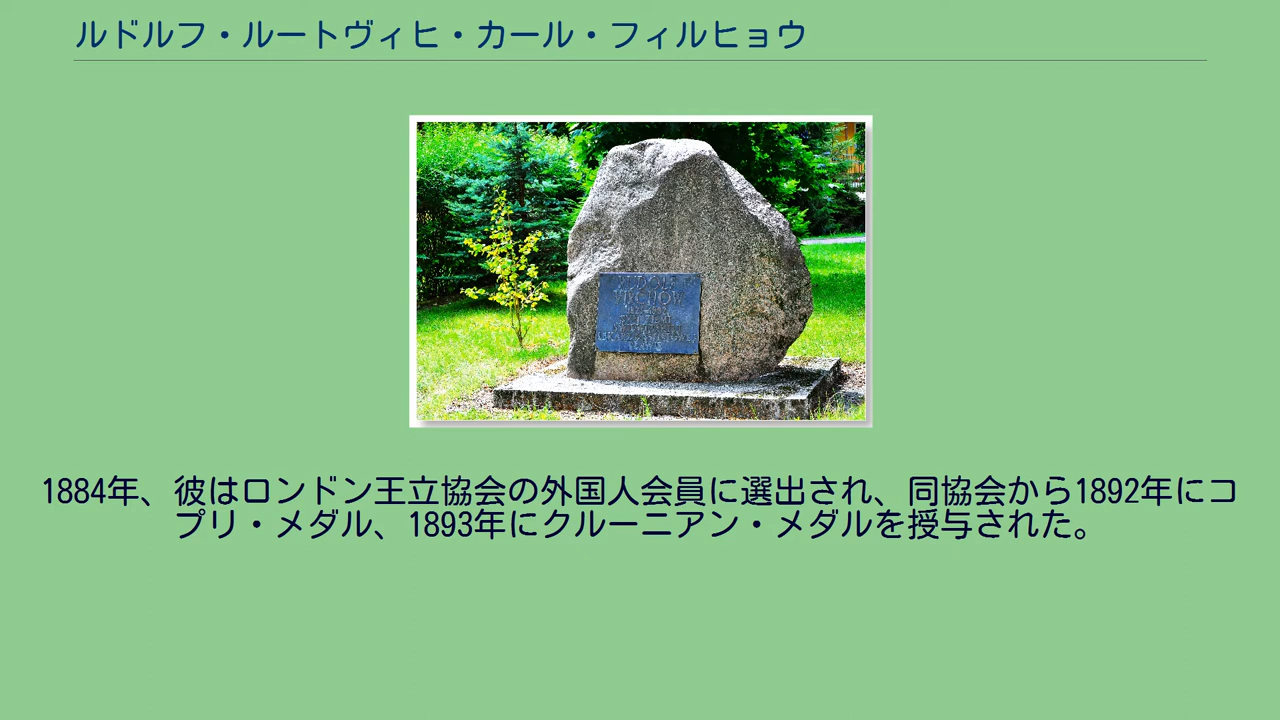 ルドルフ・ルートヴィヒ・カール・フィルヒョウ
RUDOLF
VIRCHOW
1884年、彼はロンドン王立協会の外国人会員に選出され、同協会から1892年にコ
プリ・メダル、1893年にクルーニアン・メダルを授与された。